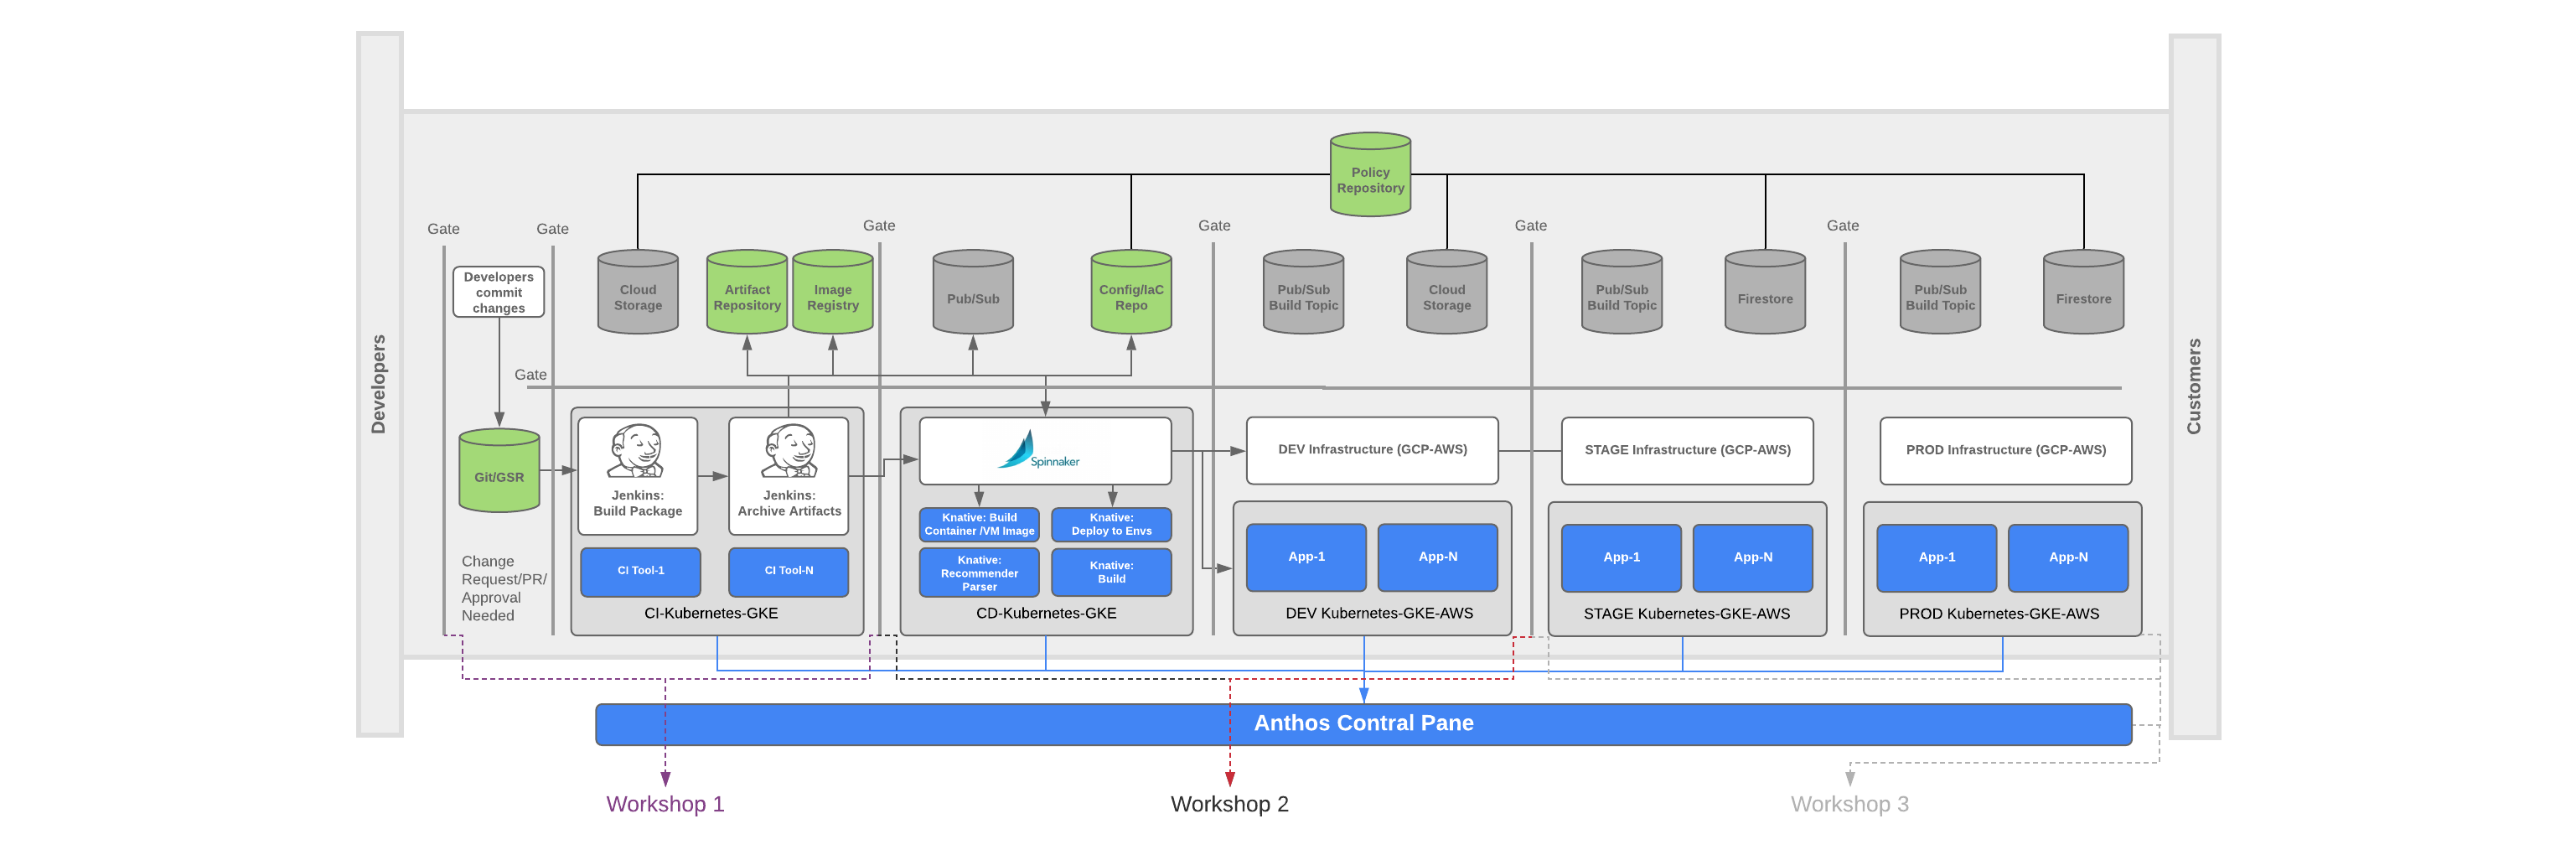 Developers
Customers
Policy
Repository
Gate
Gate
Gate
Gate
Gate
Gate
Developers
commit
changes
Cloud
Storage
Artifact
Repository
Image
Registry
Pub/Sub
Config/IaC
Repo
Pub/Sub
Build Topic
Cloud
Storage
Pub/Sub
Build Topic
Firestore
Pub/Sub
Build Topic
Firestore
Gate
Git/GSR
Change
Request/PR/
Approval
Needed
Jenkins:
Build Package
Jenkins:
Archive Artifacts
CI Tool-1
CI Tool-N
CI-Kubernetes-GKE
Spinnaker
Knative: Build
Container /VM Image
Knative:
Deploy to Envs
Knative:
Recommender
Parser
Knative:
Build
CD-Kubernetes-GKE
DEV Infrastructure (GCP-AWS)
App-1
App-N
DEV Kubernetes-GKE-AWS
STAGE Infrastructure (GCP-AWS)
App-1
App-N
STAGE Kubernetes-GKE-AWS
PROD Infrastructure (GCP-AWS)
App-1
App-N
PROD Kubernetes-GKE-AWS
Anthos Contral Pane
Workshop 1
Workshop 2
Workshop 3